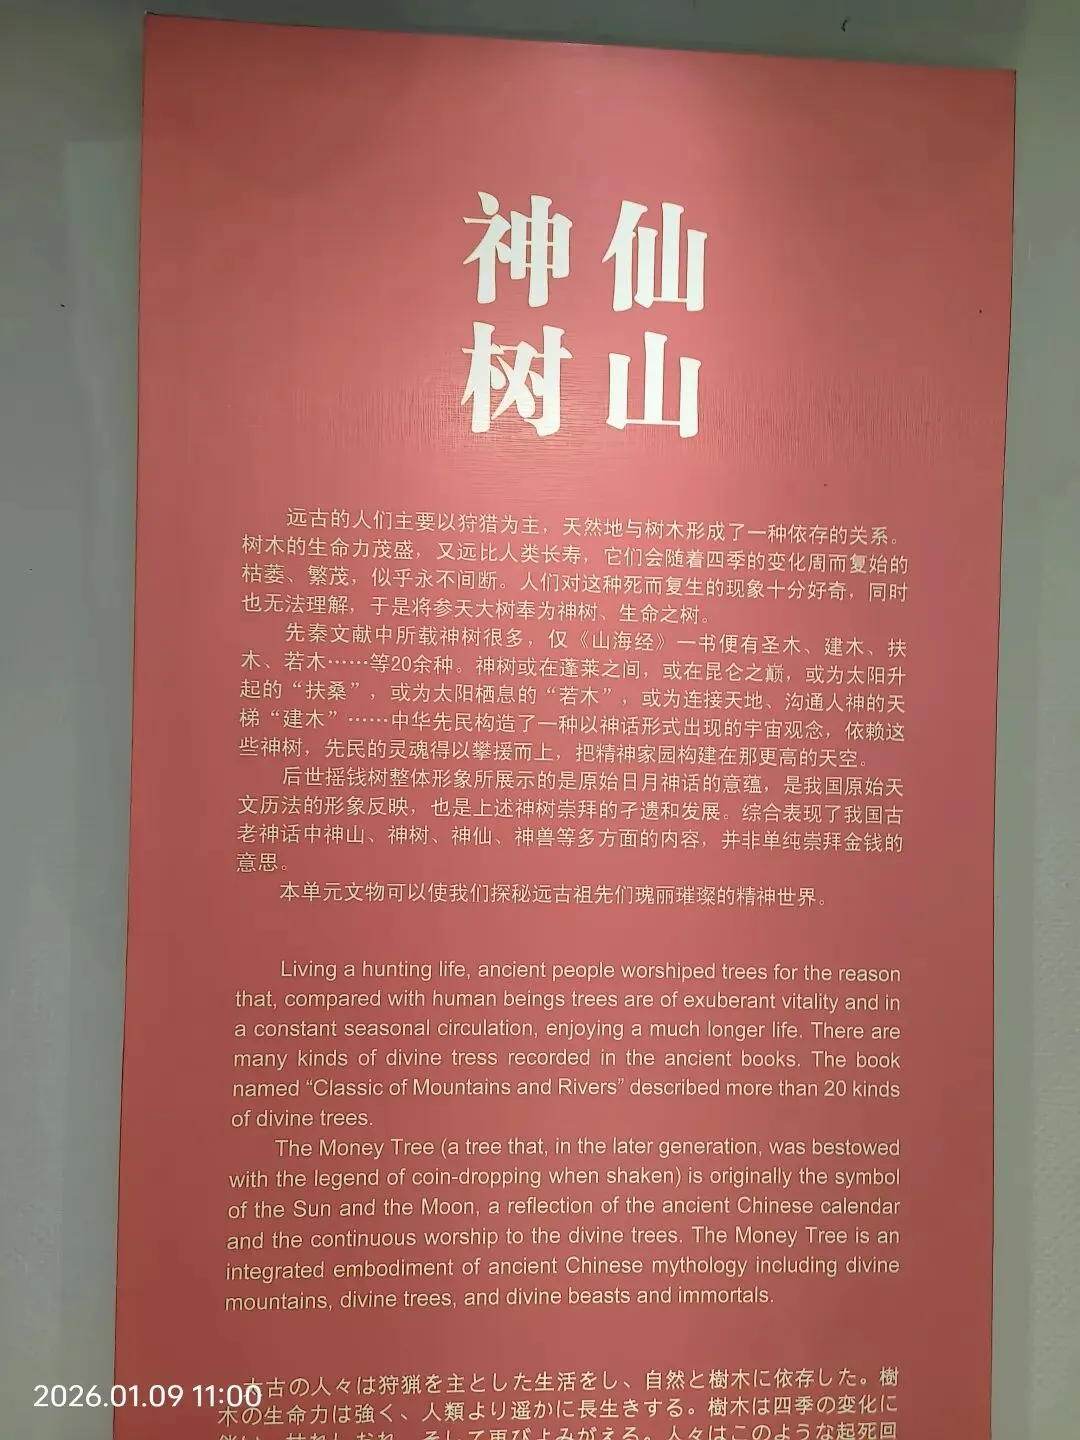 神仙
树山
远古的人们主要以狩猎为主，天然地与树木形成了一种依存的关系。
树木的生命力茂盛，又远比人类长寿，它们会随着四季的变化周而复始的
枯萎、繁茂，似乎永不间断。人们对这种死而复生的现象十分好奇，同时
也无法理解，于是将参天大树奉为神树、生命之树。
先秦文献中所载神树很多，仅《山海经》一书便有圣木、建木、扶
木、若木……等20余种。神树或在蓬莱之间，或在昆仑之巅，或为太阳升
起的“扶桑”，或为太阳栖息的“若木”，或为连接天地、沟通人神的天
梯“建木”……中华先民构造了一种以神话形式出现的宇宙观念，依赖这
些神树，先民的灵魂得以攀援而上，把精神家园构建在那更高的天空。
后世摇钱树整体形象所展示的是原始日月神话的意蕴，是我国原始天
文历法的形象反映，也是上述神树崇拜的孑遗和发展。综合表现了我国古
老神话中神山、神树、神仙、神兽等多方面的内容，并非单纯崇拜金钱的
意思。
本单元文物可以使我们探秘远古祖先们瑰丽璀璨的精神世界。
Living a hunting life, ancient people worshiped trees for the reason
that, compared with human beings trees are of exuberant vitality and in
a constant seasonal circulation, enjoying a much longer life. There are
many kinds of divine tress recorded in the ancient books. The book
named “Classic of Mountains and Rivers” described more than 20 kinds
of divine trees.
The Money Tree (a tree that, in the later generation, was bestowed
with the legend of coin-dropping when shaken) is originally the symbol
of the Sun and the Moon, a reflection of the ancient Chinese calendar
and the continuous worship to the divine trees. The Money Tree is an
integrated embodiment of ancient Chinese mythology including divine
mountains, divine trees, and divine beasts and immortals.
太古の人々は狩猟を主とした生活をし、自然と樹木に依存した。樹
木の生命力は強く、人類より遥かに長生きする。樹木は四季の変化に
そして再びよみがえる。人々はこのような起死回
2026.01.09 11:00